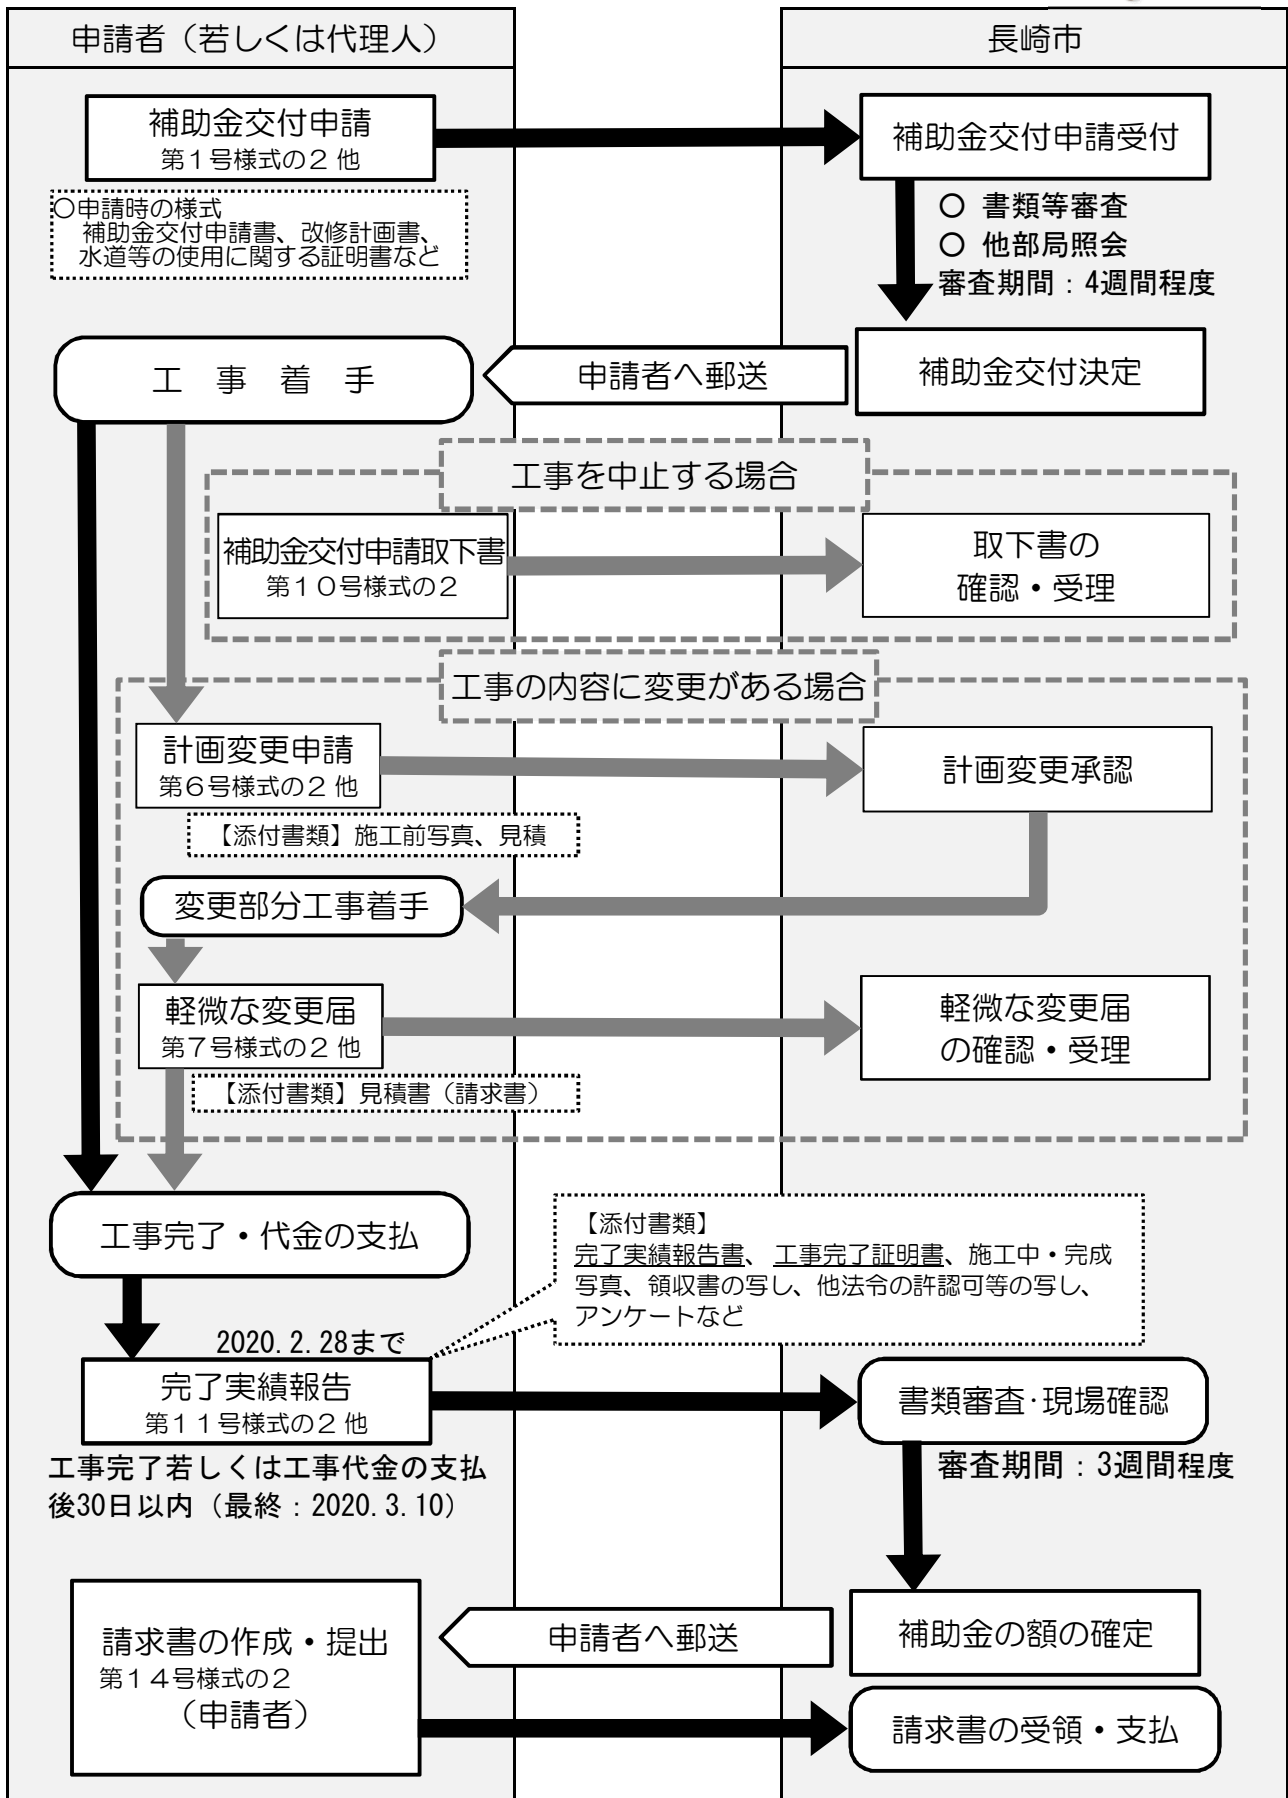 申請者（若しくは代理人）
長崎市
補助金交付申請
第１号様式の２ 他
補助金交付申請受付
〇申請時の様式
補助金交付申請書、改修計画書、
水道等の使用に関する証明書など
〇 書類等審査
〇 他部局照会
審査期間：4週間程度
工 事 着 手
申請者へ郵送
補助金交付決定
工事を中止する場合
補助金交付申請取下書
第１０号様式の２
取下書の
確認・受理
工事の内容に変更がある場合
計画変更申請
第６号様式の２ 他
計画変更承認
【添付書類】施工前写真、見積
変更部分工事着手
軽微な変更届
第７号様式の２ 他
軽微な変更届
の確認・受理
【添付書類】見積書（請求書）
工事完了・代金の支払
【添付書類】
完了実績報告書、工事完了証明書、施工中・完成
写真、領収書の写し、他法令の許認可等の写し、
アンケートなど
2020.2.28まで
完了実績報告
第１１号様式の２ 他
書類審査･現場確認
工事完了若しくは工事代金の支払
後30日以内（最終：2020.3.10）
審査期間：3週間程度
請求書の作成・提出
第１４号様式の２
（申請者）
申請者へ郵送
補助金の額の確定
請求書の受領・支払